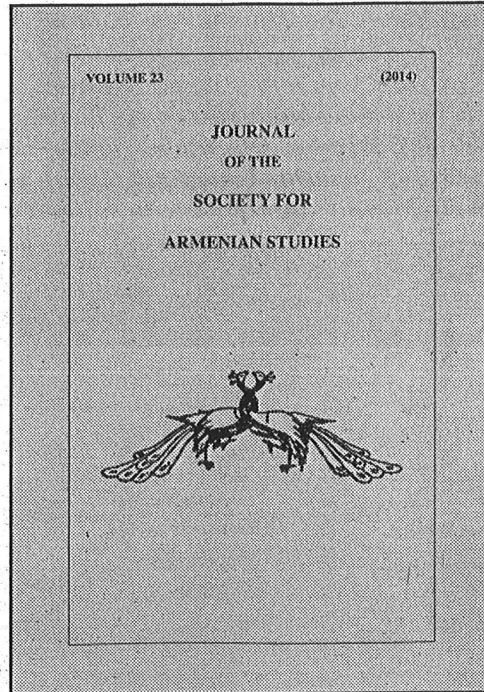 VOLUME 23 (2014)
JOURNAL
OF THE
SOCIETY FOR
ARMENIAN STUDIES